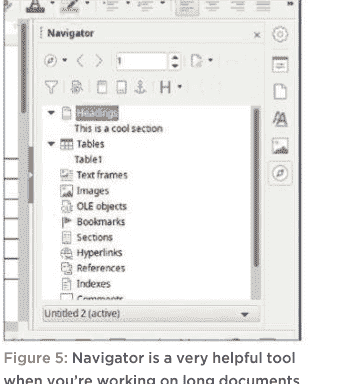 Navigator
1
Headings
This is a cool section
Tables
Table1
Text frames
Images
OLE objects
Bookmarks
Sections
Hyperlinks
References
Indexes
Comments
Untitled 2 (active)
Figure 5: Navigator is a very helpful tool
when you're working on long documents